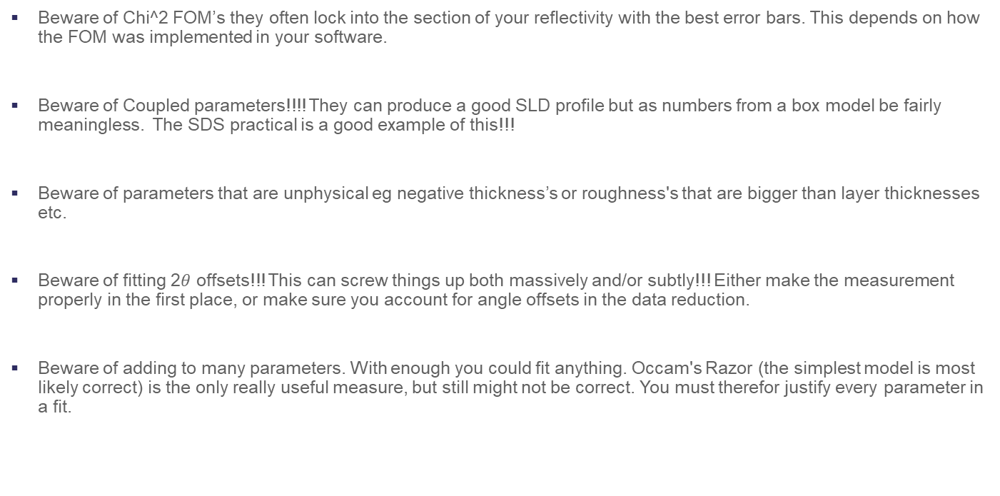 ▪ Beware of Chi^2 FOM’s they often lock into the section of your reflectivity with the best error bars. This depends on how
the FOM was implemented in your software.
▪ Beware of Coupled parameters!!!! They can produce a good SLD profile but as numbers from a box model be fairly
meaningless. The SDS practical is a good example of this!!!
▪ Beware of parameters that are unphysical eg negative thickness’s or roughness's that are bigger than layer thicknesses
etc.
▪ Beware of fitting 2𝜃 offsets!!! This can screw things up both massively and/or subtly!!! Either make the measurement
properly in the first place, or make sure you account for angle offsets in the data reduction.
▪ Beware of adding to many parameters. With enough you could fit anything. Occam's Razor (the simplest model is most
likely correct) is the only really useful measure, but still might not be correct. You must therefor justify every parameter in
a fit.